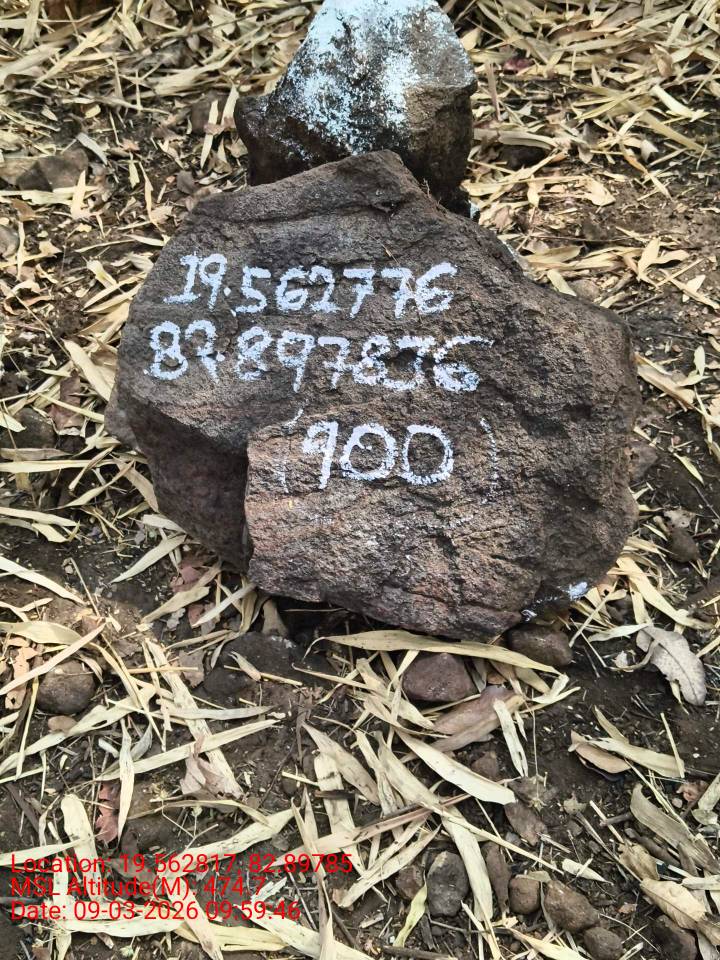 19.562776
82.897836
(900)
Location: 19.562817, 82.89785
MSL Altitude(M): 474.7
Date: 09-03-2026 09:59:46